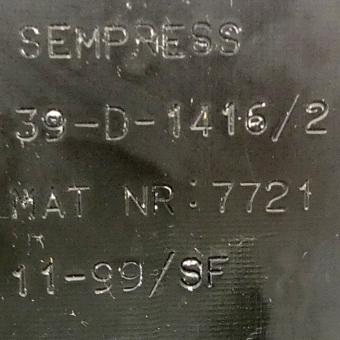 SEMPRESS
39-D-1416/2
MAT NR:7721
11-99/SF